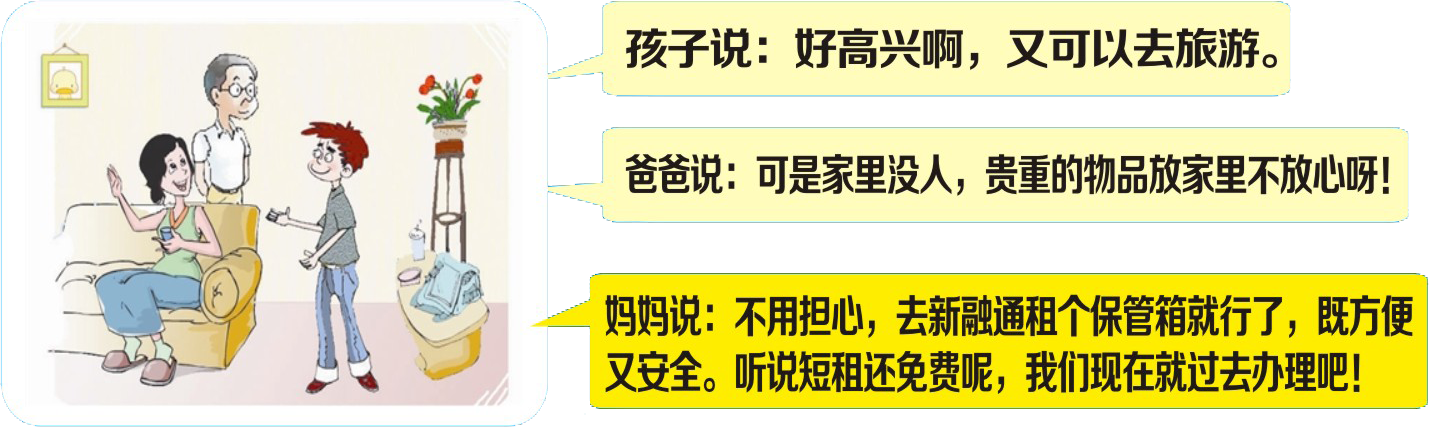 孩子说：好高兴啊，又可以去旅游。
爸爸说：可是家里没人，贵重的物品放家里不放心呀！
妈妈说：不用担心，去新融通租个保管箱就行了，既方便
又安全。听说短租还免费呢，我们现在就过去办理吧！